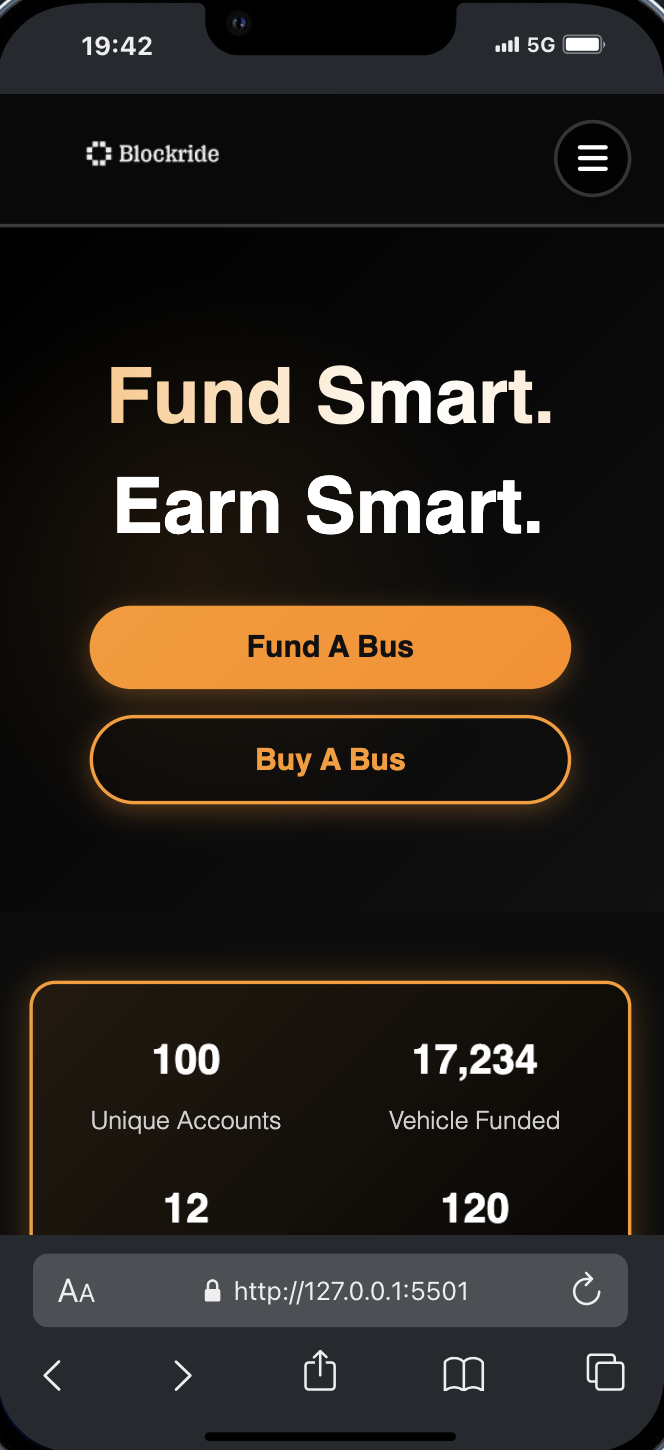 19:42
5G
Blockride
Fund Smart.
Earn Smart.
Fund A Bus
Buy A Bus
100
17,234
Unique Accounts
Vehicle Funded
12
120
AA
http://127.0.0.1:5501